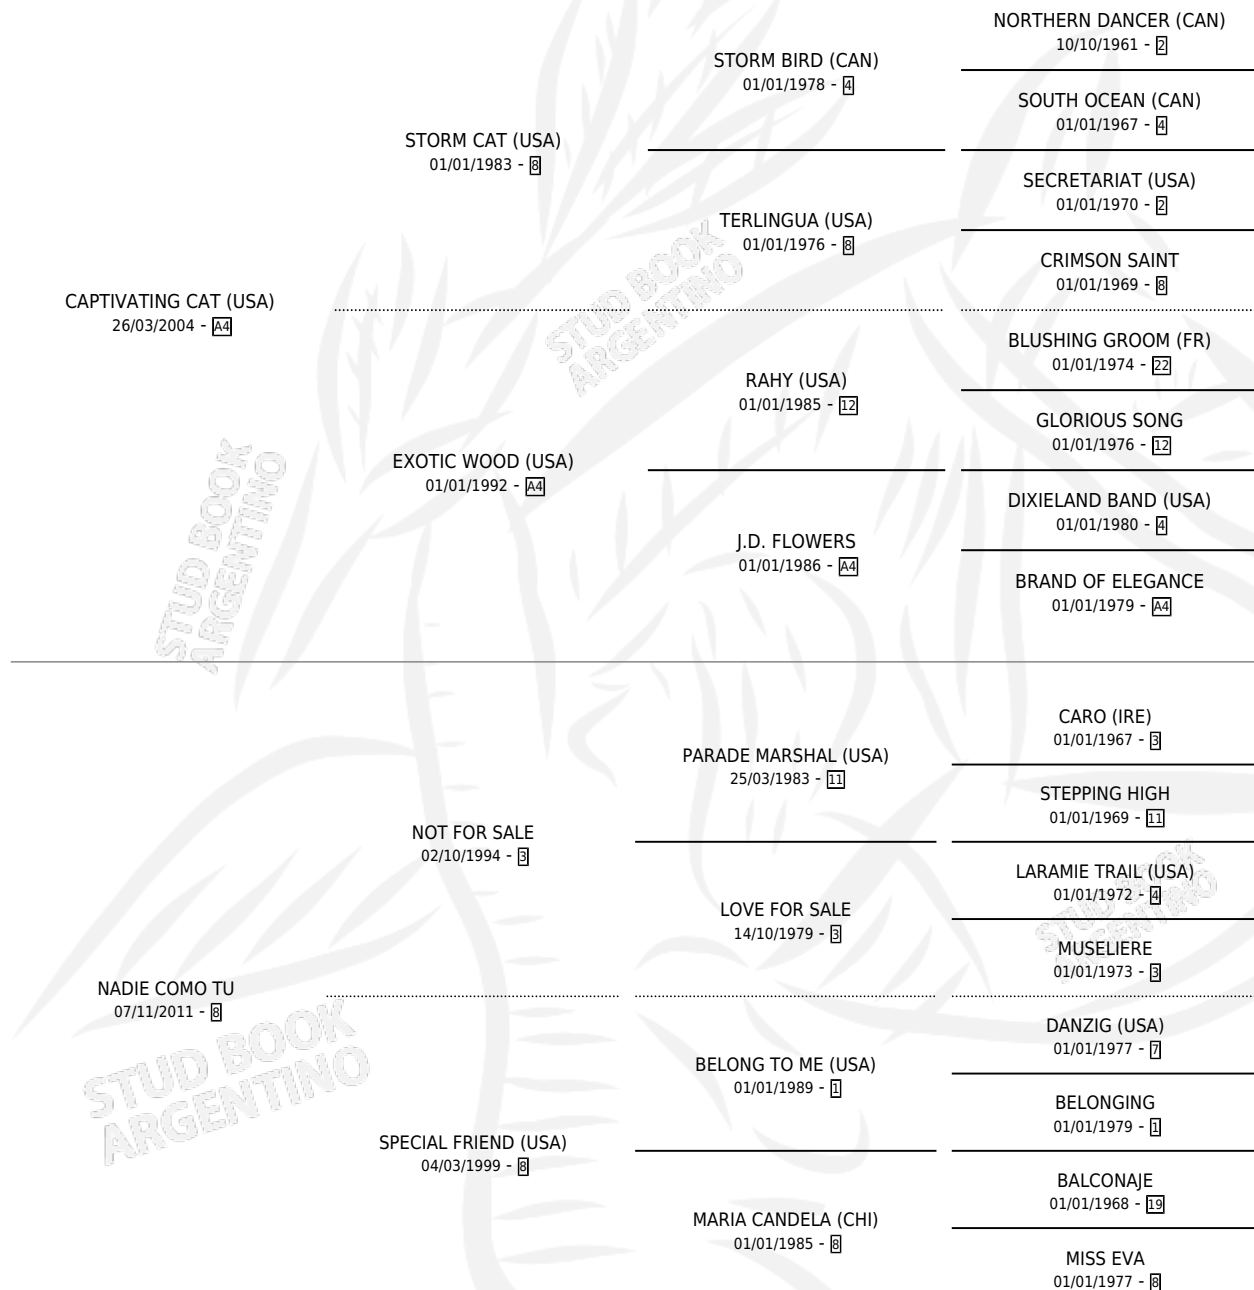 NORTHERN DANCER (CAN)
10/10/1961 - 2
STORM BIRD (CAN)
01/01/1978 - 4
SOUTH OCEAN (CAN)
01/01/1967 - 4
STORM CAT (USA)
01/01/1983 - 8
SECRETARIAT (USA)
01/01/1970 - 2
TERLINGUA (USA)
01/01/1976 - 8
CRIMSON SAINT
01/01/1969 - 8
CAPTIVATING CAT (USA)
26/03/2004 - A4
STUD BOOK
ARGENTINO
BLUSHING GROOM (FR)
01/01/1974 - 22
RAHY (USA)
01/01/1985 - 12
GLORIOUS SONG
01/01/1976 - 12
EXOTIC WOOD (USA)
01/01/1992 - A4
DIXIELAND BAND (USA)
01/01/1980 - 4
J.D. FLOWERS
01/01/1986 - A4
BRAND OF ELEGANCE
01/01/1979 - A4
STUD BOOK
ARGENTINO
CARO (IRE)
01/01/1967 - 3
PARADE MARSHAL (USA)
25/03/1983 - 11
STEPPING HIGH
01/01/1969 - 11
NOT FOR SALE
02/10/1994 - 3
LARAMIE TRAIL (USA)
01/01/1972 - 4
LOVE FOR SALE
14/10/1979 - 3
MUSELIERE
01/01/1973 - 3
STUD BOOK
ARGENTINO
NADIE COMO TU
07/11/2011 - 8
DANZIG (USA)
01/01/1977 - 7
BELONG TO ME (USA)
01/01/1989 - 1
BELONGING
01/01/1979 - 1
STUD BOOK
ARGENTINO
SPECIAL FRIEND (USA)
04/03/1999 - 8
BALCONAJE
01/01/1968 - 19
MARIA CANDELA (CHI)
01/01/1985 - 8
MISS EVA
01/01/1977 - 8